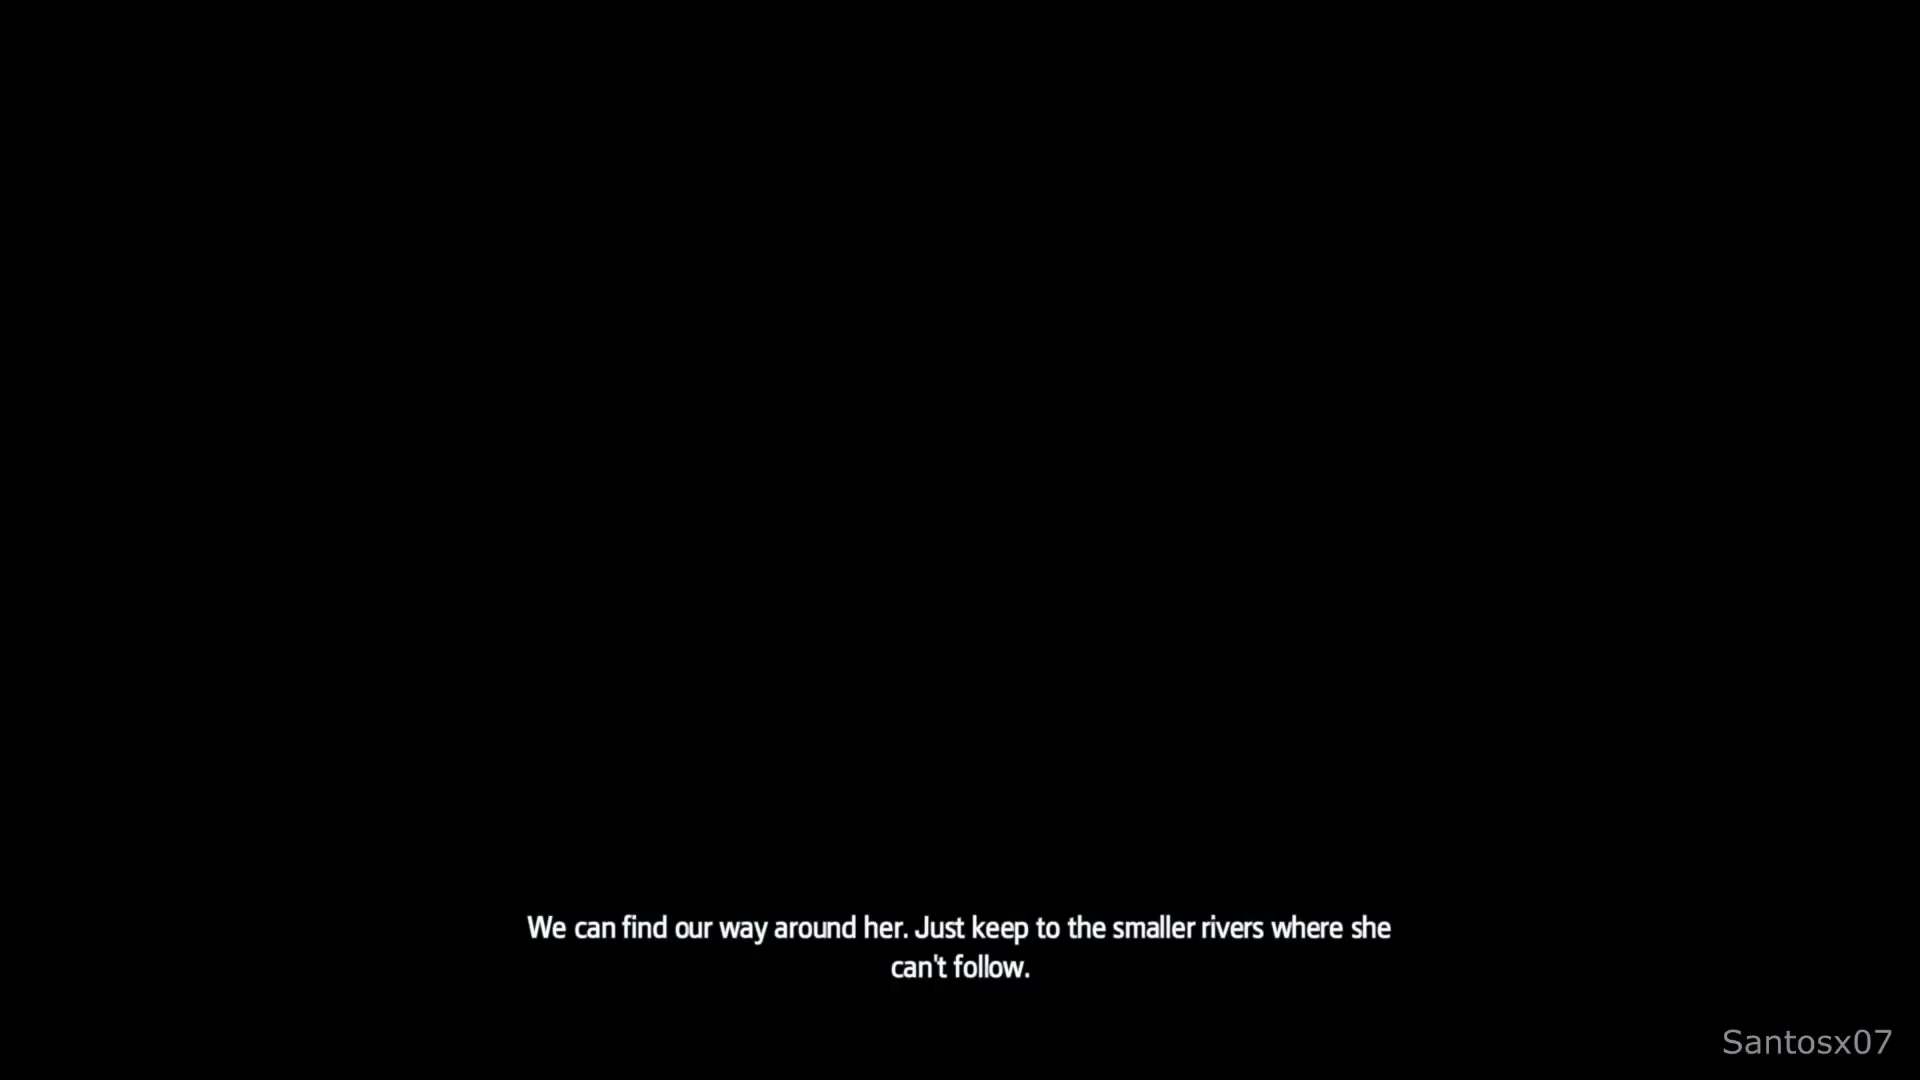 We can find our way around her. Just keep to the smaller rivers where she
can't follow.
Santosx07